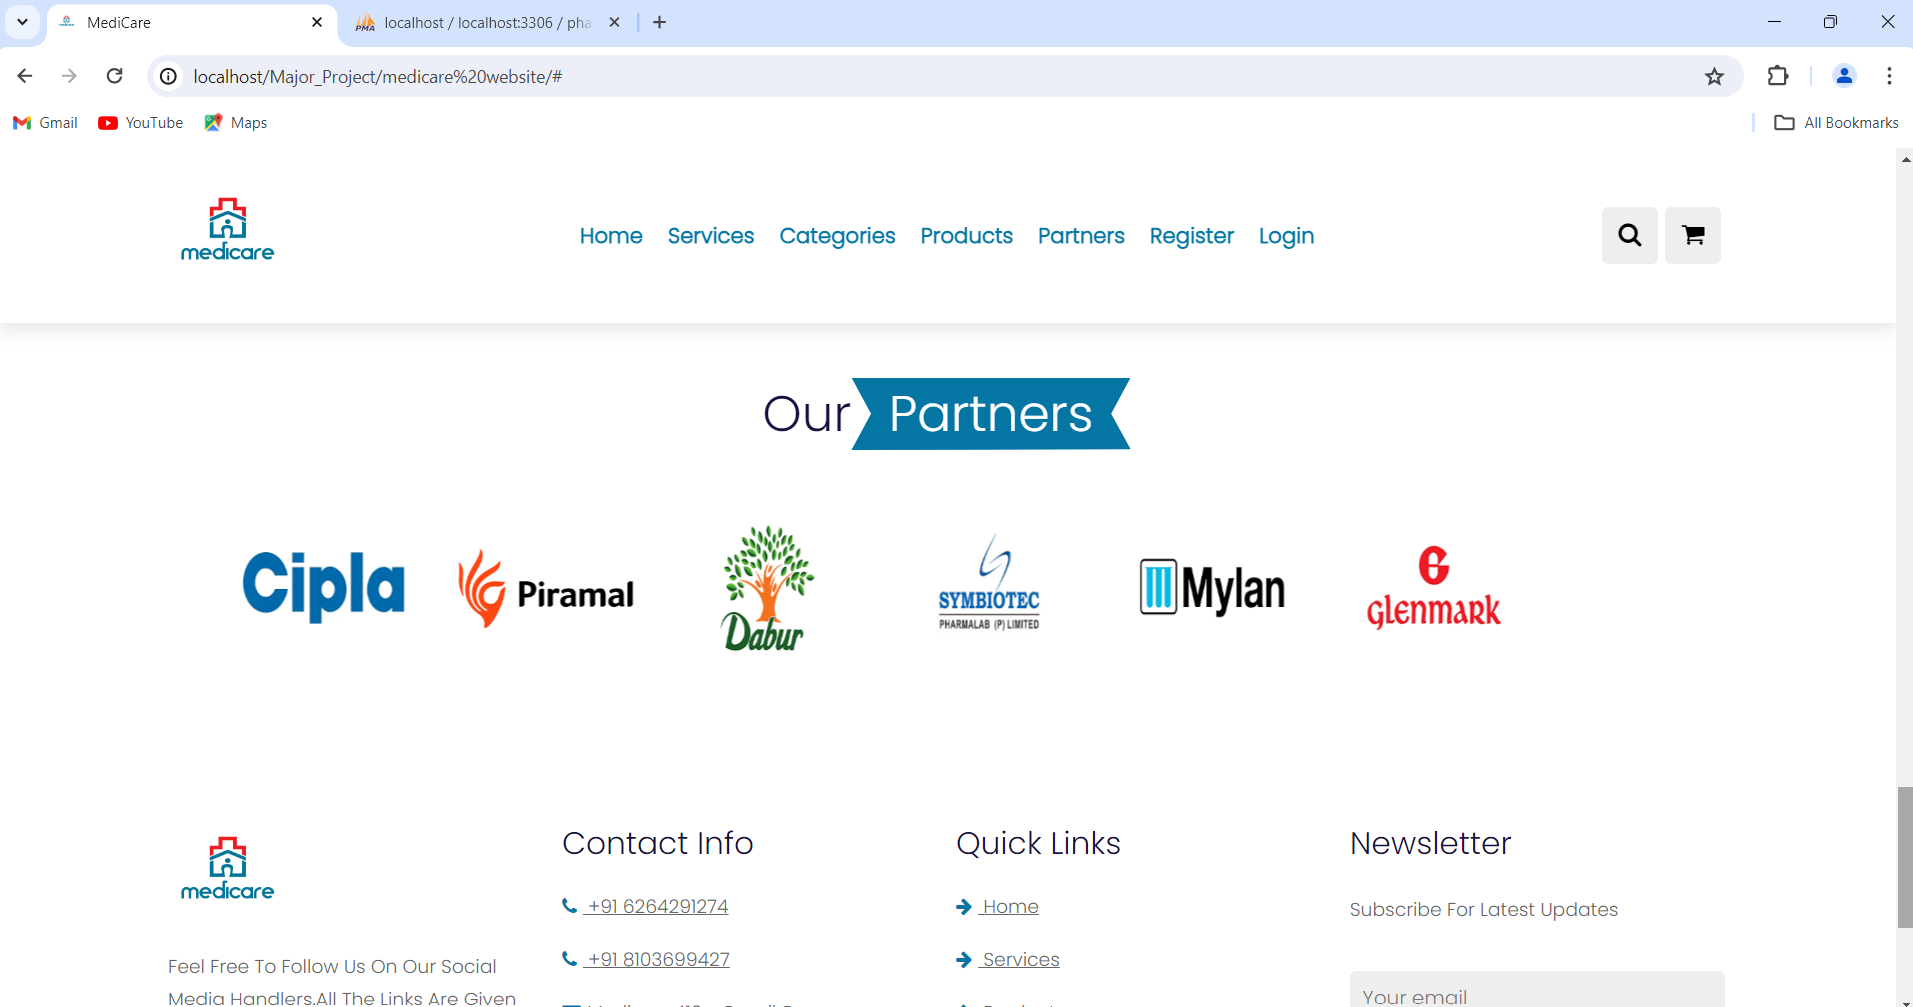 MediCare
PMA localhost / localhost:3306 / pha
localhost/Major_Project/medicare%20website/#
Gmail YouTube Maps All Bookmarks
medicare
Home Services Categories Products Partners Register Login
Our Partners
Cipla
Piramal
Dabur
SYMBIOTEC
PHARMALAB (P) LIMITED
Mylan
G
glenmark
medicare
Feel Free To Follow Us On Our Social
Media Handlers.All The Links Are Given
Contact Info
+91 6264291274
+91 8103699427
Quick Links
Home
Services
Newsletter
Subscribe For Latest Updates
Your email